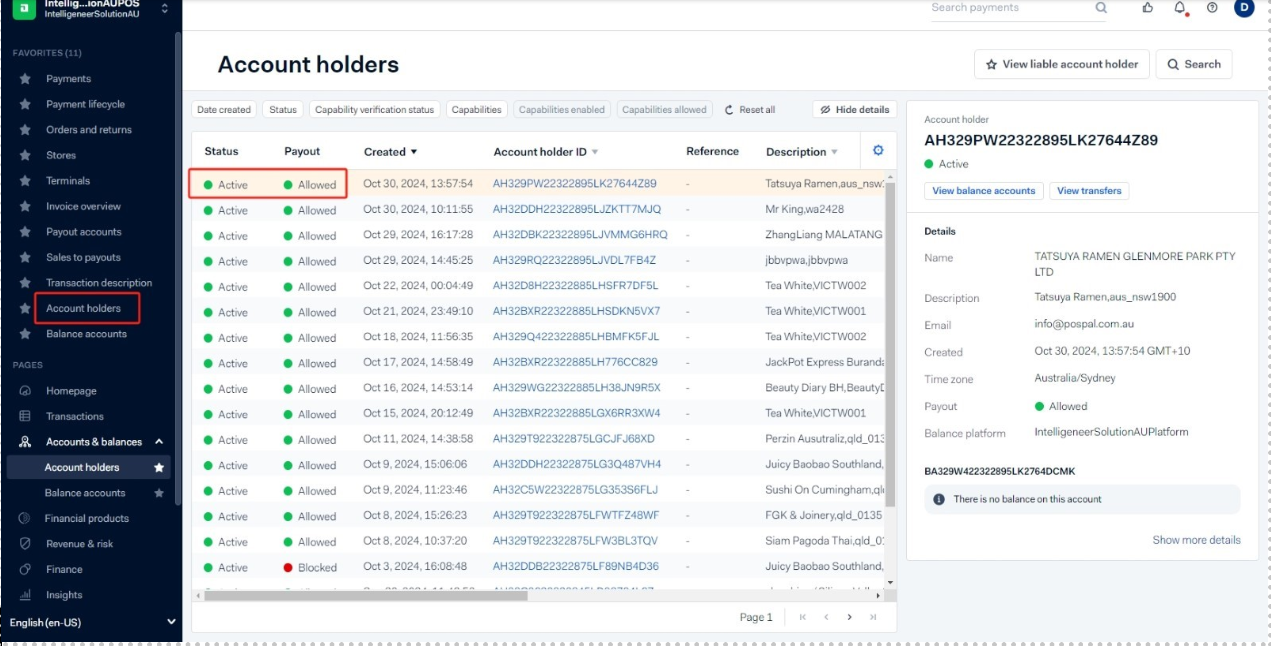 Intellig...ionAUPOS
IntelligeneerSolutionAU
Search payments
D
FAVORITES (11)
Payments
Payment lifecycle
Orders and returns
Stores
Terminals
Invoice overview
Payout accounts
Sales to payouts
Transaction description
Account holders
Balance accounts
PAGES
Homepage
Transactions
Accounts & balances
Account holders
Balance accounts
Financial products
Revenue & risk
Finance
Insights
English (en-US)
Account holders
View liable account holder
Search
Date created Status Capability verification status Capabilities Capabilities enabled Capabilities allowed Reset all Hide details
Status Payout Created Account holder ID Reference Description
Active Allowed Oct 30, 2024, 13:57:54 AH329PW22322895LK27644Z89 - Tatsuya Ramen,aus_nsw1
Active Allowed Oct 30, 2024, 10:11:55 AH32DDH22322895LJZKTT7MJQ - Mr King,wa2428
Active Allowed Oct 29, 2024, 16:17:28 AH32DBK22322895LJVMMG6HRQ - ZhangLiang MALATANG
Active Allowed Oct 29, 2024, 14:45:25 AH329RQ22322895LJVDL7FB4Z - jbbvpwa,jbbvpwa
Active Allowed Oct 22, 2024, 00:04:49 AH32D8H22322885LHSFR7DF5L - Tea White,VICTW002
Active Allowed Oct 21, 2024, 23:49:10 AH32BXR22322885LHSDKN5VX7 - Tea White,VICTW001
Active Allowed Oct 18, 2024, 11:56:35 AH329Q422322885LHBMFK5FJL - Tea White,VICTW002
Active Allowed Oct 17, 2024, 14:58:49 AH32BXR22322885LH776CC829 - JackPot Express Buranda
Active Allowed Oct 16, 2024, 14:53:14 AH329WG22322885LH38JN9R5X - Beauty Diary BH,BeautyD
Active Allowed Oct 15, 2024, 20:12:49 AH32BXR22322885LGX6RR3XW4 - Tea White,VICTW001
Active Allowed Oct 11, 2024, 14:38:58 AH329T922322875LGCJFJ68XD - Perzin Ausutraliz,qld_013
Active Allowed Oct 9, 2024, 15:06:06 AH32DDH22322875LG3Q487VH4 - Juicy Baobao Southland,
Active Allowed Oct 9, 2024, 11:23:46 AH32C5W22322875LG353S6FLJ - Sushi On Cumingham,ql
Active Allowed Oct 8, 2024, 15:26:23 AH329T922322875LFWTFZ48WF - FGK & Joinery,qld_0135
Active Allowed Oct 8, 2024, 10:37:20 AH329T922322875LFW3BL3TQV - Siam Pagoda Thai,qld_0
Active Blocked Oct 3, 2024, 16:08:48 AH32DDB22322875LF89NB4D36 - Juicy Baobao Southland,
Page 1
Account holder
AH329PW22322895LK27644Z89
Active
View balance accounts View transfers
Details
Name TATSUYA RAMEN GLENMORE PARK PTY
LTD
Description Tatsuya Ramen,aus_nsw1900
Email info@pospal.com.au
Created Oct 30, 2024, 13:57:54 GMT+10
Time zone Australia/Sydney
Payout Allowed
Balance platform IntelligeneerSolutionAUPlatform
BA329W422322895LK2764DCMK
There is no balance on this account
Show more details